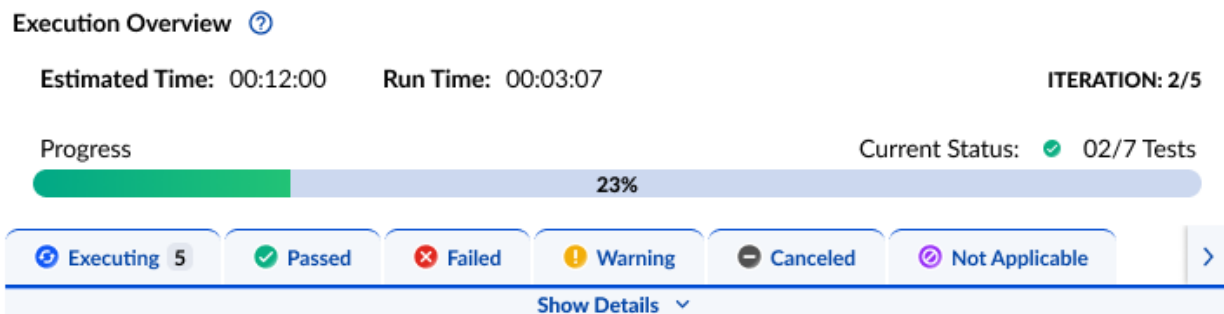 Execution Overview
Estimated Time: 00:12:00 Run Time: 00:03:07 ITERATION: 2/5
Progress Current Status: 02/7 Tests
23%
Executing 5 Passed Failed Warning Canceled Not Applicable
Show Details